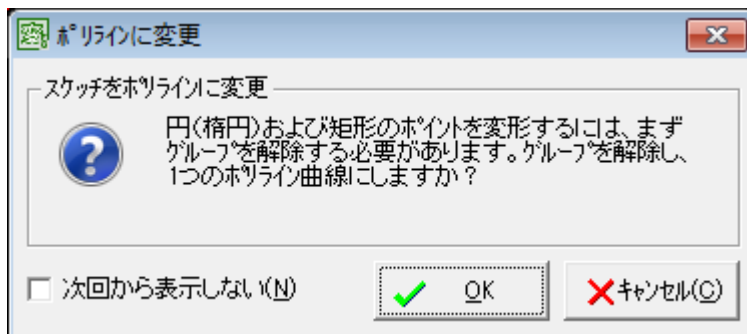 ﾎﾟﾘﾗｲﾝに変更
スケッチをﾎﾟﾘﾗｲﾝに変更
円(楕円)および矩形のﾎﾟｲﾝﾄを変形するには、まず
ｸﾞﾙｰﾌﾟを解除する必要があります。ｸﾞﾙｰﾌﾟを解除し、
1つのﾎﾟﾘﾗｲﾝ曲線にしますか？
次回から表示しない(N)
OK
ｷｬﾝｾﾙ(C)